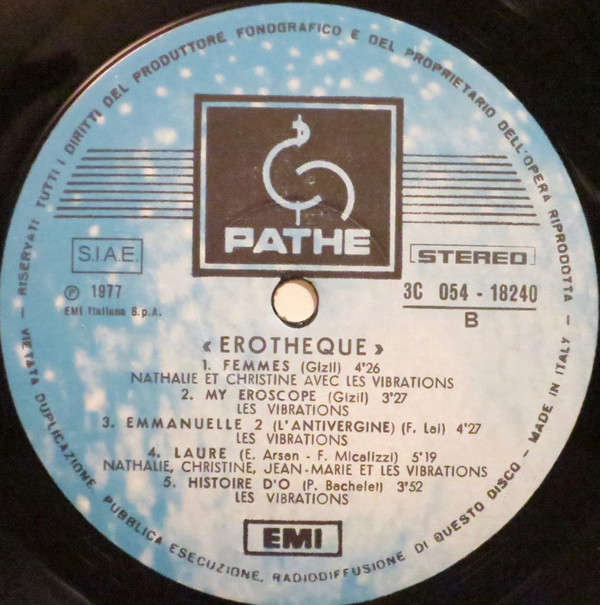 RISERVATI TUTTI I DIRITTI DEL PRODUTTORE FONOGRAFICO E DEL PROPRIETARIO DELL'OPERA RIPRODOTTA
PATHE
S.I.A.E.
STEREO
℗ 1977
EMI Italiana S.p.A.
3C 054 - 18240
B
« EROTHEQUE »
1. FEMMES (Gizil) 4'26
NATHALIE ET CHRISTINE AVEC LES VIBRATIONS
2. MY EROSCOPE (Gizil) 3'27
LES VIBRATIONS
3. EMMANUELLE 2 (L'ANTIVERGINE) (F. Lai) 4'27
LES VIBRATIONS
4. LAURE (E. Arsan - F. Micalizzi) 5'19
NATHALIE, CHRISTINE, JEAN-MARIE ET LES VIBRATIONS
5. HISTOIRE D'O (P. Bachelet) 3'52
LES VIBRATIONS
EMI
VIETATA DUPLICAZIONE, PUBBLICA ESECUZIONE, RADIODIFFUSIONE DI QUESTO DISCO - MADE IN ITALY -